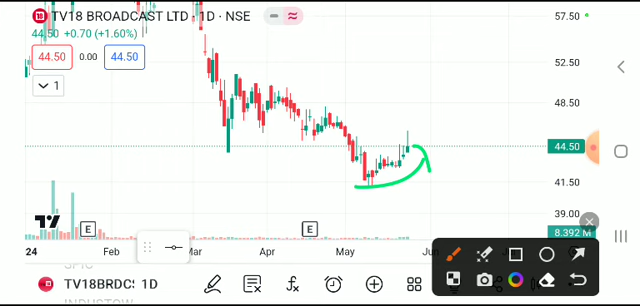 TV18 BROADCAST LTD · 1D · NSE
44.50 +0.70 (+1.60%)
44.50 0.00 44.50
1
57.50
52.50
48.50
44.50
41.50
39.00
8.392 M
E E
24 Feb Mar Apr May Jun
TV18BRDCS 1D
INDUSTOW